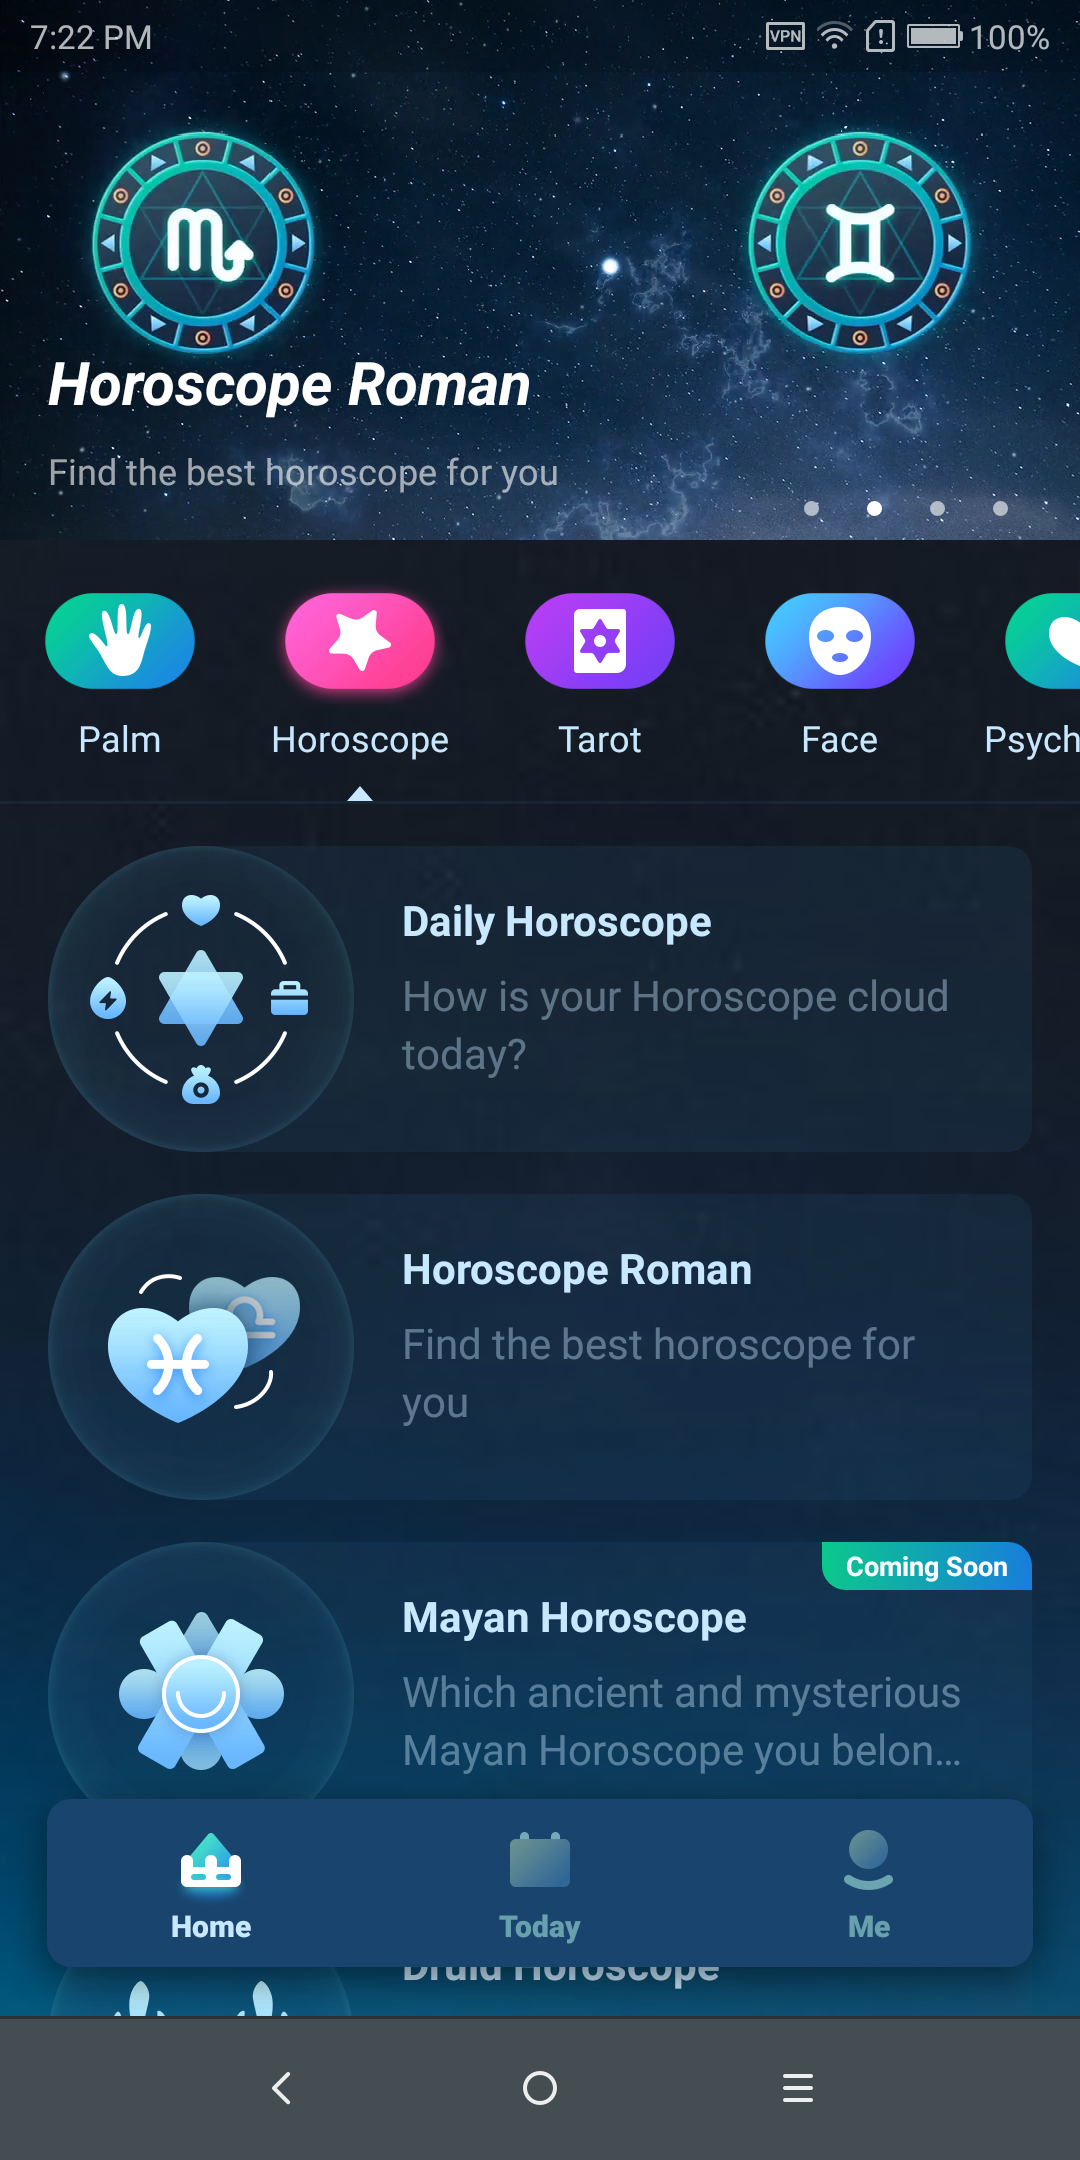 7:22 PM
VPN
100%
Horoscope Roman
Find the best horoscope for you
Palm
Horoscope
Tarot
Face
Psych
Daily Horoscope
How is your Horoscope cloud
today?
Horoscope Roman
Find the best horoscope for
you
Coming Soon
Mayan Horoscope
Which ancient and mysterious
Mayan Horoscope you belon...
Home
Today
Me
Druid Horoscope